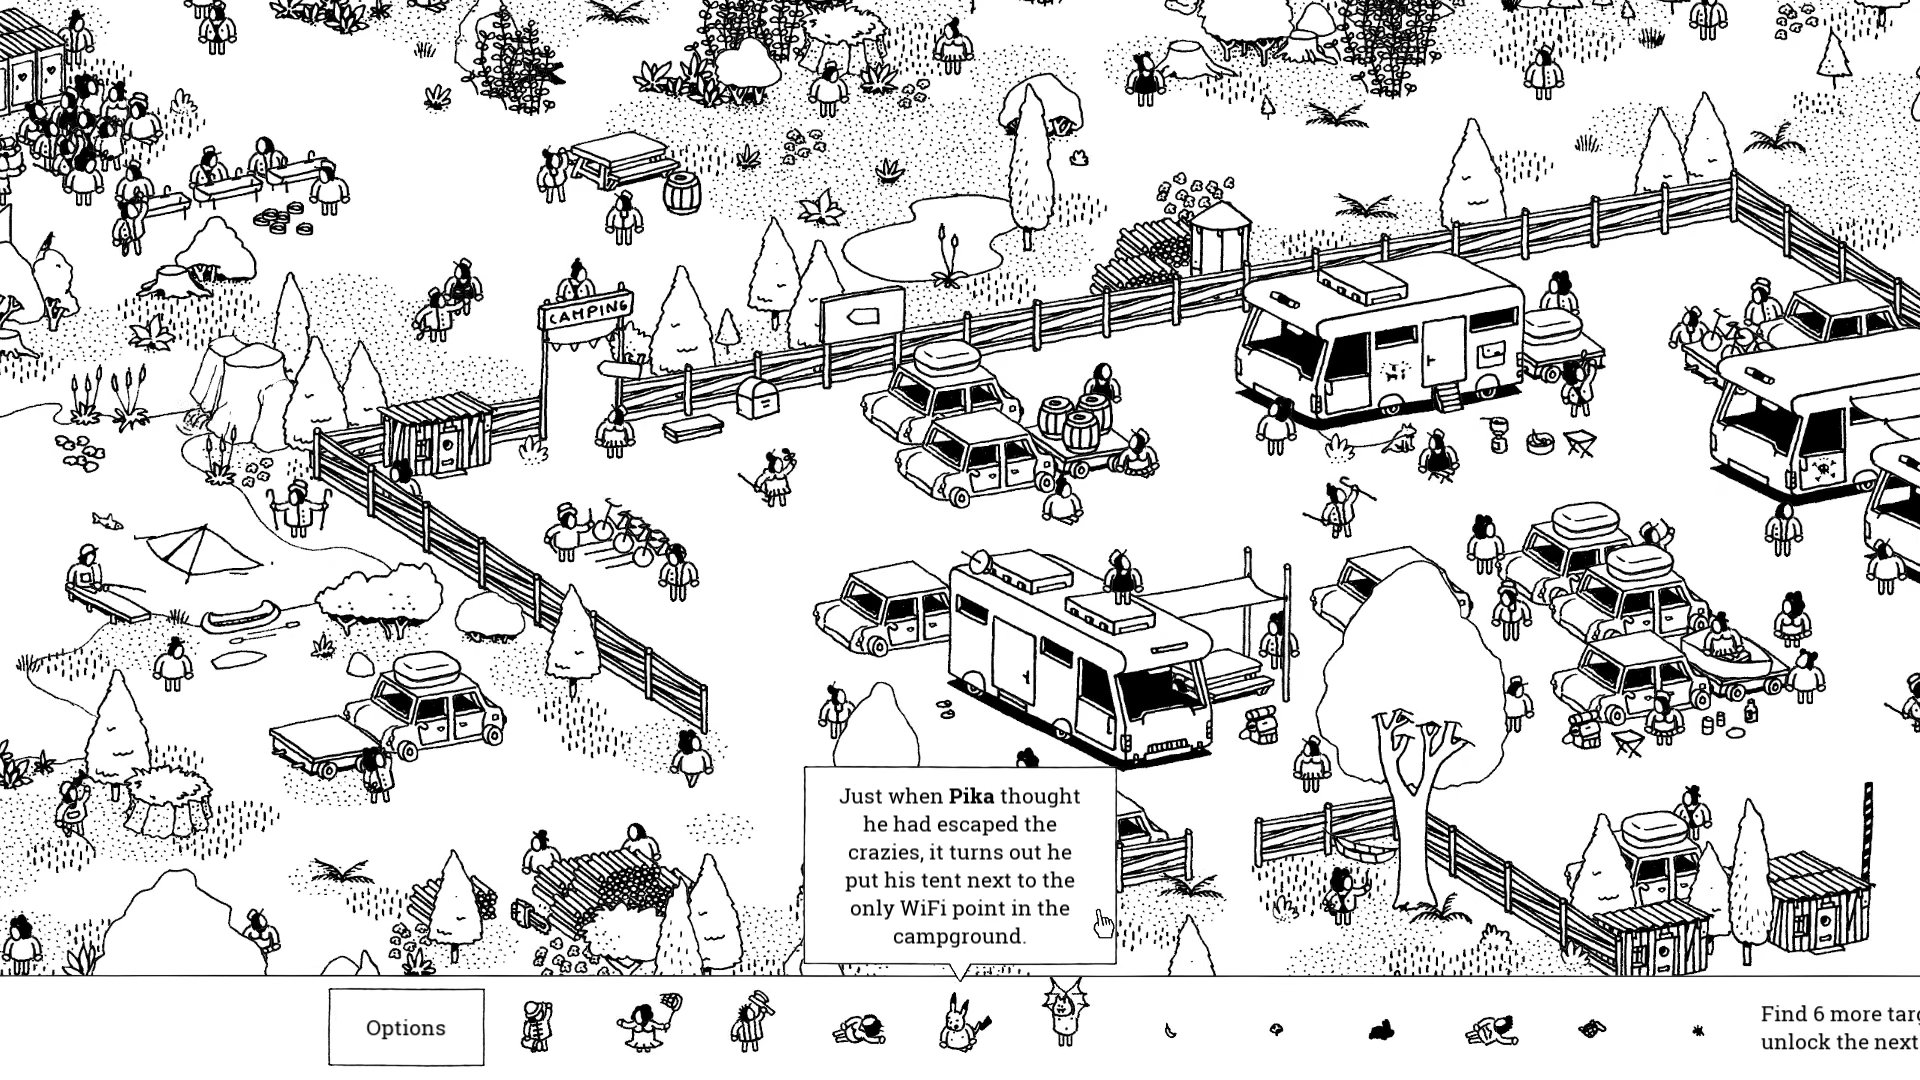 CAMPING
Just when Pika thought
he had escaped the
crazies, it turns out he
put his tent next to the
only WiFi point in the
campground.
Options
Find 6 more targ
unlock the next